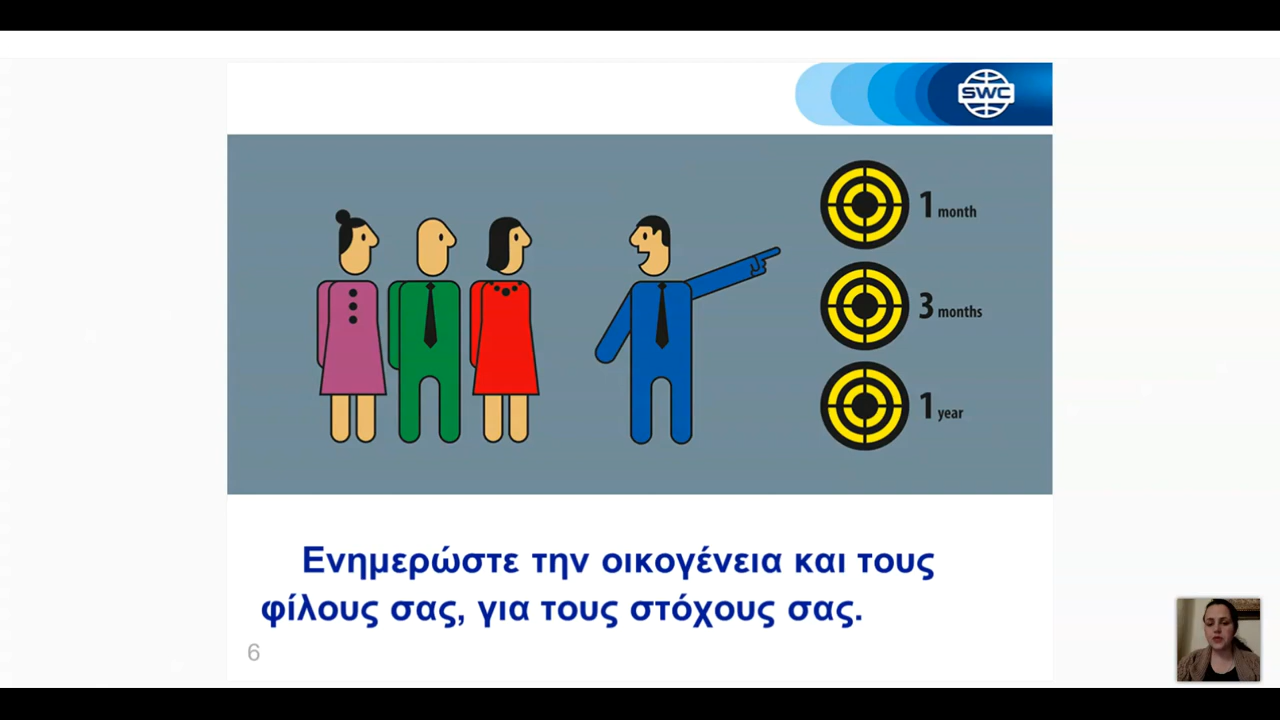 SWC
1 month
3 months
1 year
Ενημερώστε την οικογένεια και τους
φίλους σας, για τους στόχους σας.
6